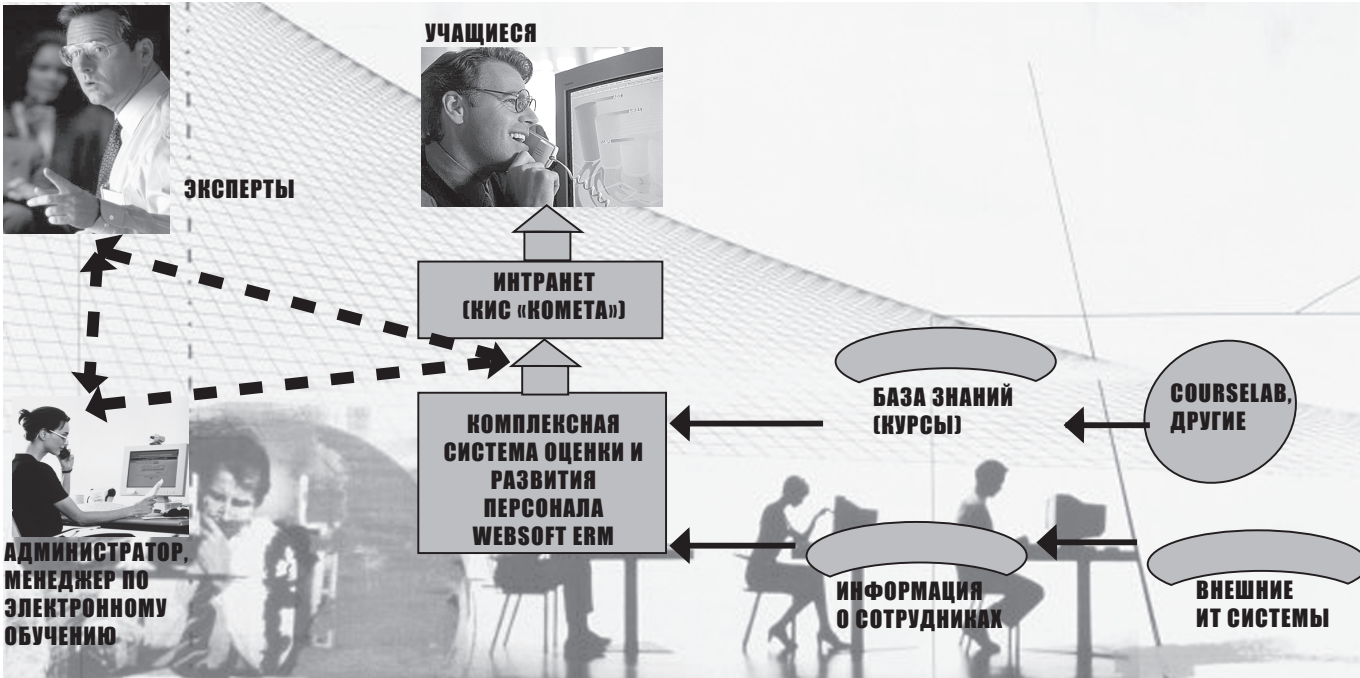 УЧАЩИЕСЯ
ЭКСПЕРТЫ
ИНТРАНЕТ
(КИС «КОМЕТА»)
КОМПЛЕКСНАЯ
СИСТЕМА ОЦЕНКИ И
РАЗВИТИЯ
ПЕРСОНАЛА
WEBSOFT ERM
БАЗА ЗНАНИЙ
(КУРСЫ)
COURSELAB,
ДРУГИЕ
АДМИНИСТРАТОР,
МЕНЕДЖЕР ПО
ЭЛЕКТРОННОМУ
ОБУЧЕНИЮ
ИНФОРМАЦИЯ
О СОТРУДНИКАХ
ВНЕШНИЕ
ИТ СИСТЕМЫ